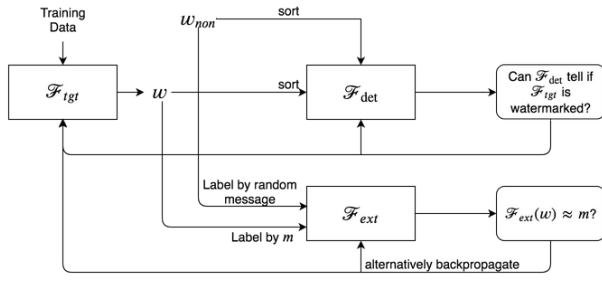 Training
Data
w_non
sort
ℱ_tgt
w
sort
ℱ_det
Can ℱ_det tell if
ℱ_tgt is
watermarked?
Label by random
message
Label by m
ℱ_ext
ℱ_ext(w) ≈ m?
alternatively backpropagate